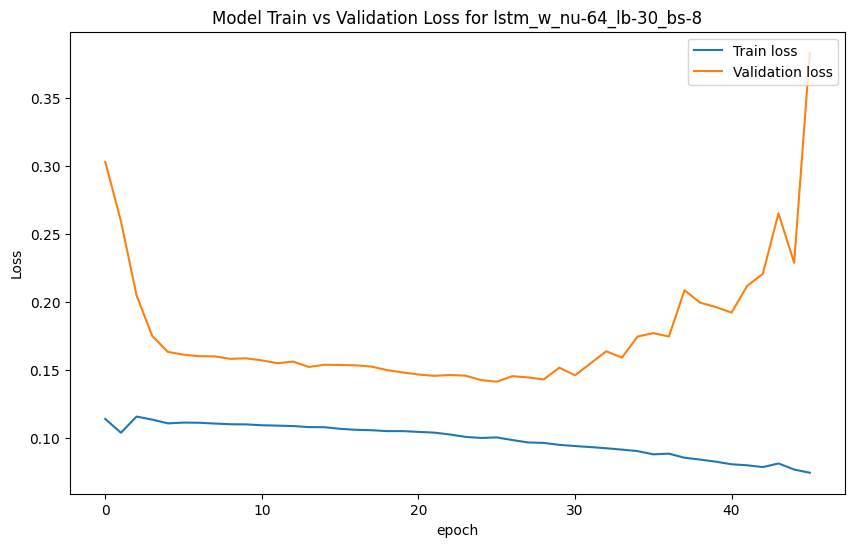 Model Train vs Validation Loss for lstm_w_nu-64_lb-30_bs-8
Train loss
Validation loss
0.35
0.30
0.25
0.20
0.15
0.10
Loss
0
10
20
30
40
epoch